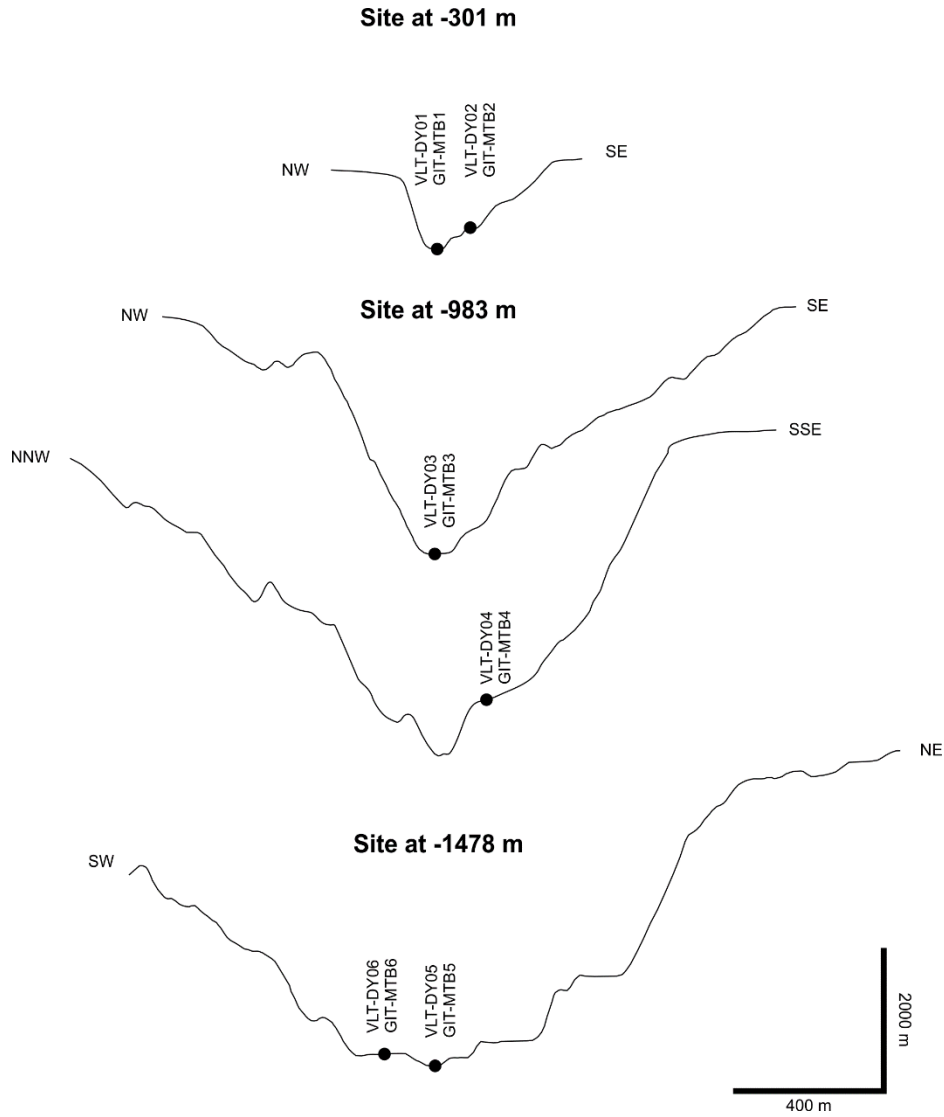 Site at -301 m
VLT-DY01
GIT-MTB1
VLT-DY02
GIT-MTB2
NW
SE
Site at -983 m
NW
SE
VLT-DY03
GIT-MTB3
NNW
SSE
VLT-DY04
GIT-MTB4
Site at -1478 m
SW
NE
VLT-DY06
GIT-MTB6
VLT-DY05
GIT-MTB5
2000 m
400 m